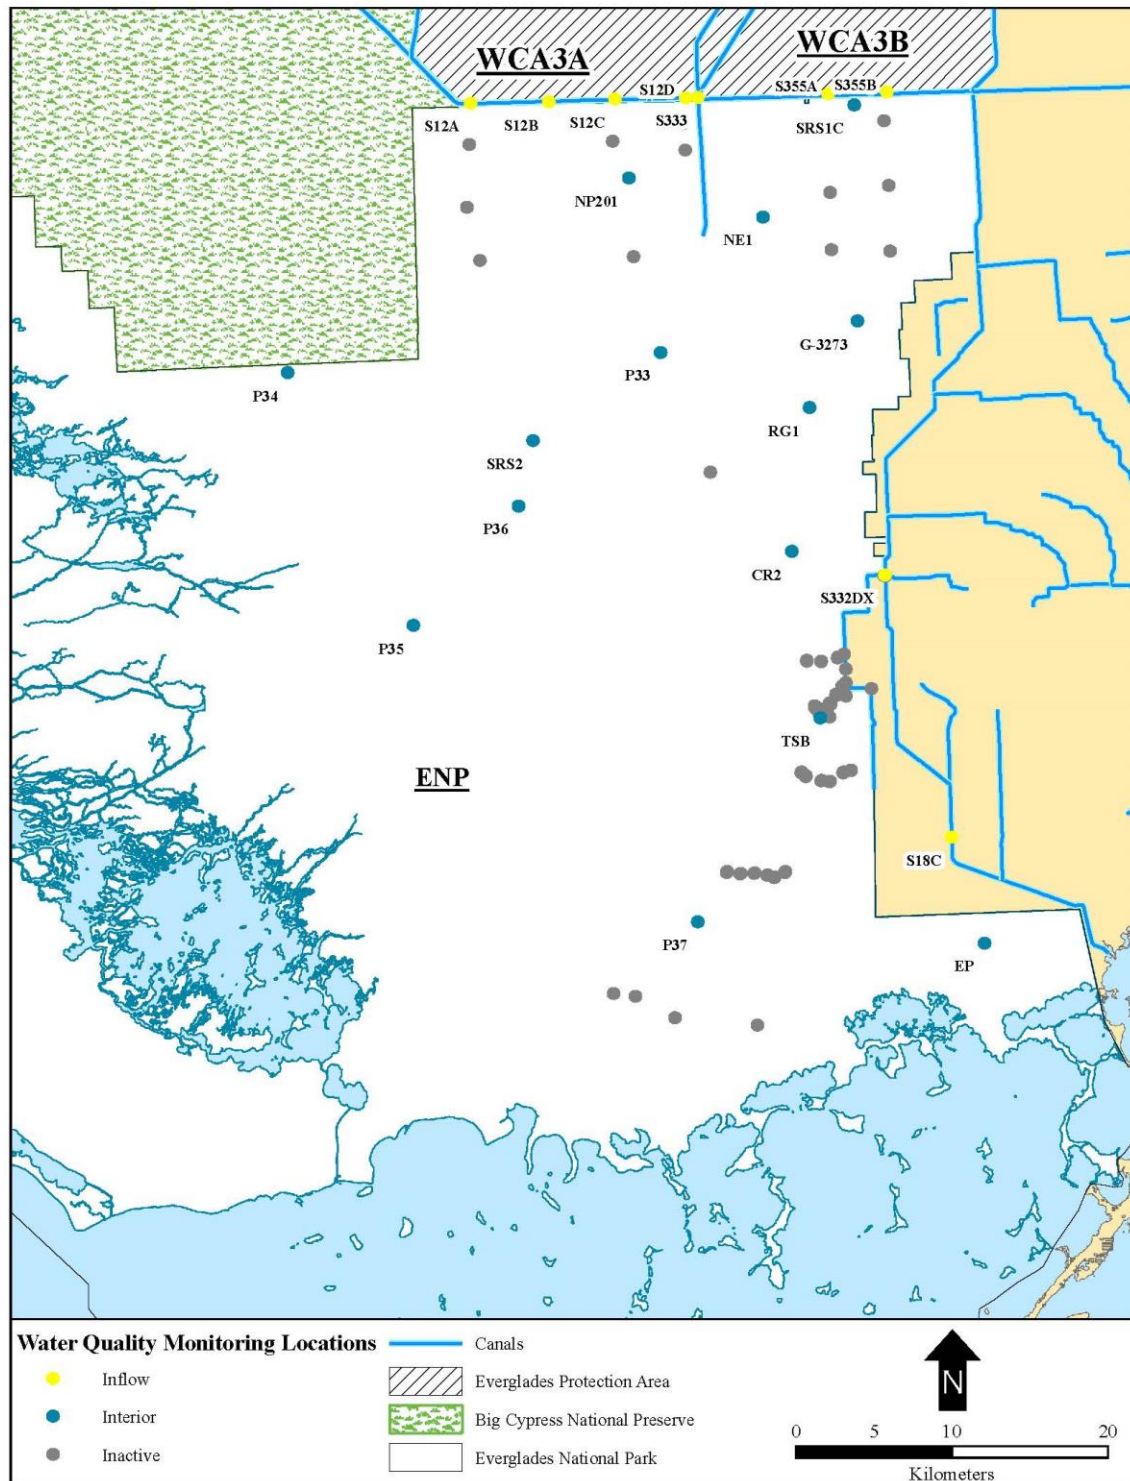 WCA3A
WCA3B
S12D
S355A
S355B
S12A
S12B
S12C
S333
SRS1C
NP201
NE1
G-3273
P33
P34
RG1
SRS2
P36
CR2
S332DX
P35
TSB
ENP
S18C
P37
EP
Water Quality Monitoring Locations
Inflow
Interior
Inactive
Canals
Everglades Protection Area
Big Cypress National Preserve
Everglades National Park
N
0 5 10 20
Kilometers